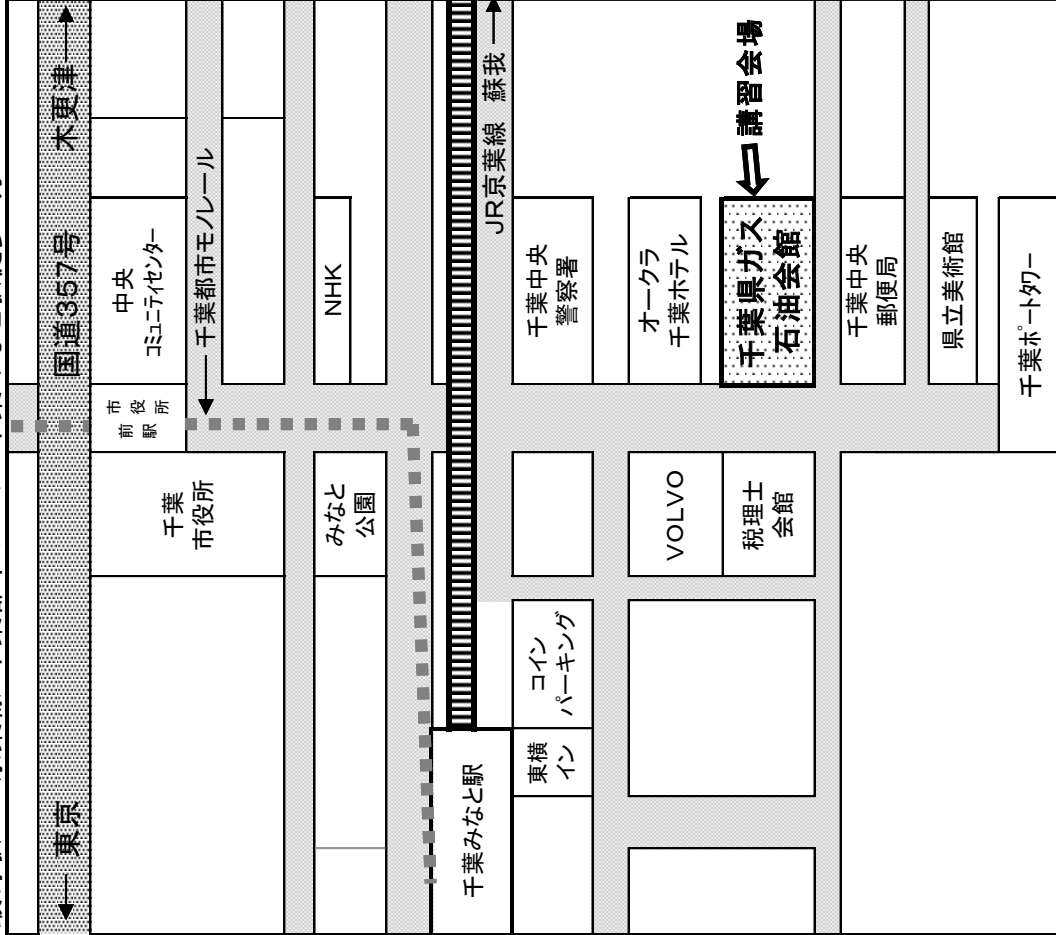 ← 東京
国道357号
木更津 →
千葉
市役所
市役所
前駅
中央
コミュニティセンター
←千葉都市モノレール
みなと
公園
NHK
JR京葉線 蘇我→
千葉みなと駅
東横
イン
コイン
パーキング
千葉中央
警察署
VOLVO
オークラ
千葉ホテル
税理士
会館
千葉県ガス
石油会館
講習会場
千葉中央
郵便局
県立美術館
千葉ポートタワー